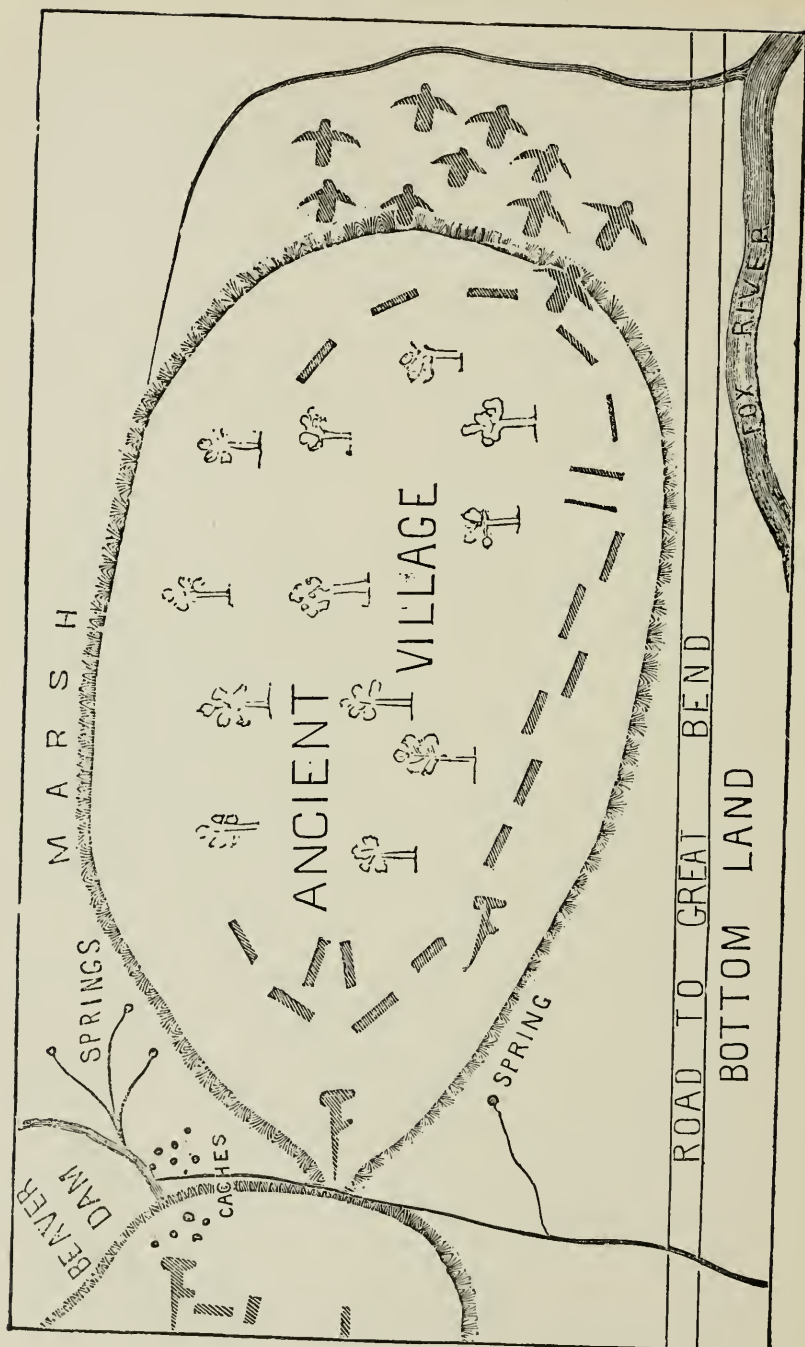 MARSH
SPRINGS
BEAVER
DAM
CACHES
ANCIENT
VILLAGE
SPRING
ROAD TO GREAT BEND
BOTTOM LAND
FOX RIVER